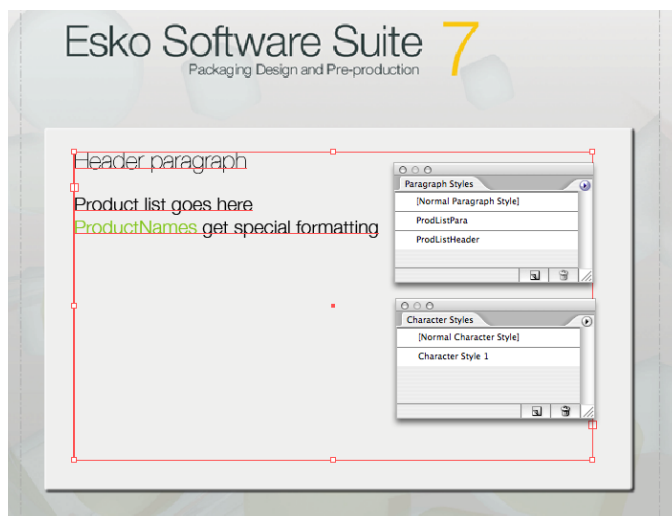 Esko Software Suite 7
Packaging Design and Pre-production
Header paragraph
Product list goes here
ProductNames get special formatting
Paragraph Styles
[Normal Paragraph Style]
ProdListPara
ProdListHeader
Character Styles
[Normal Character Style]
Character Style 1